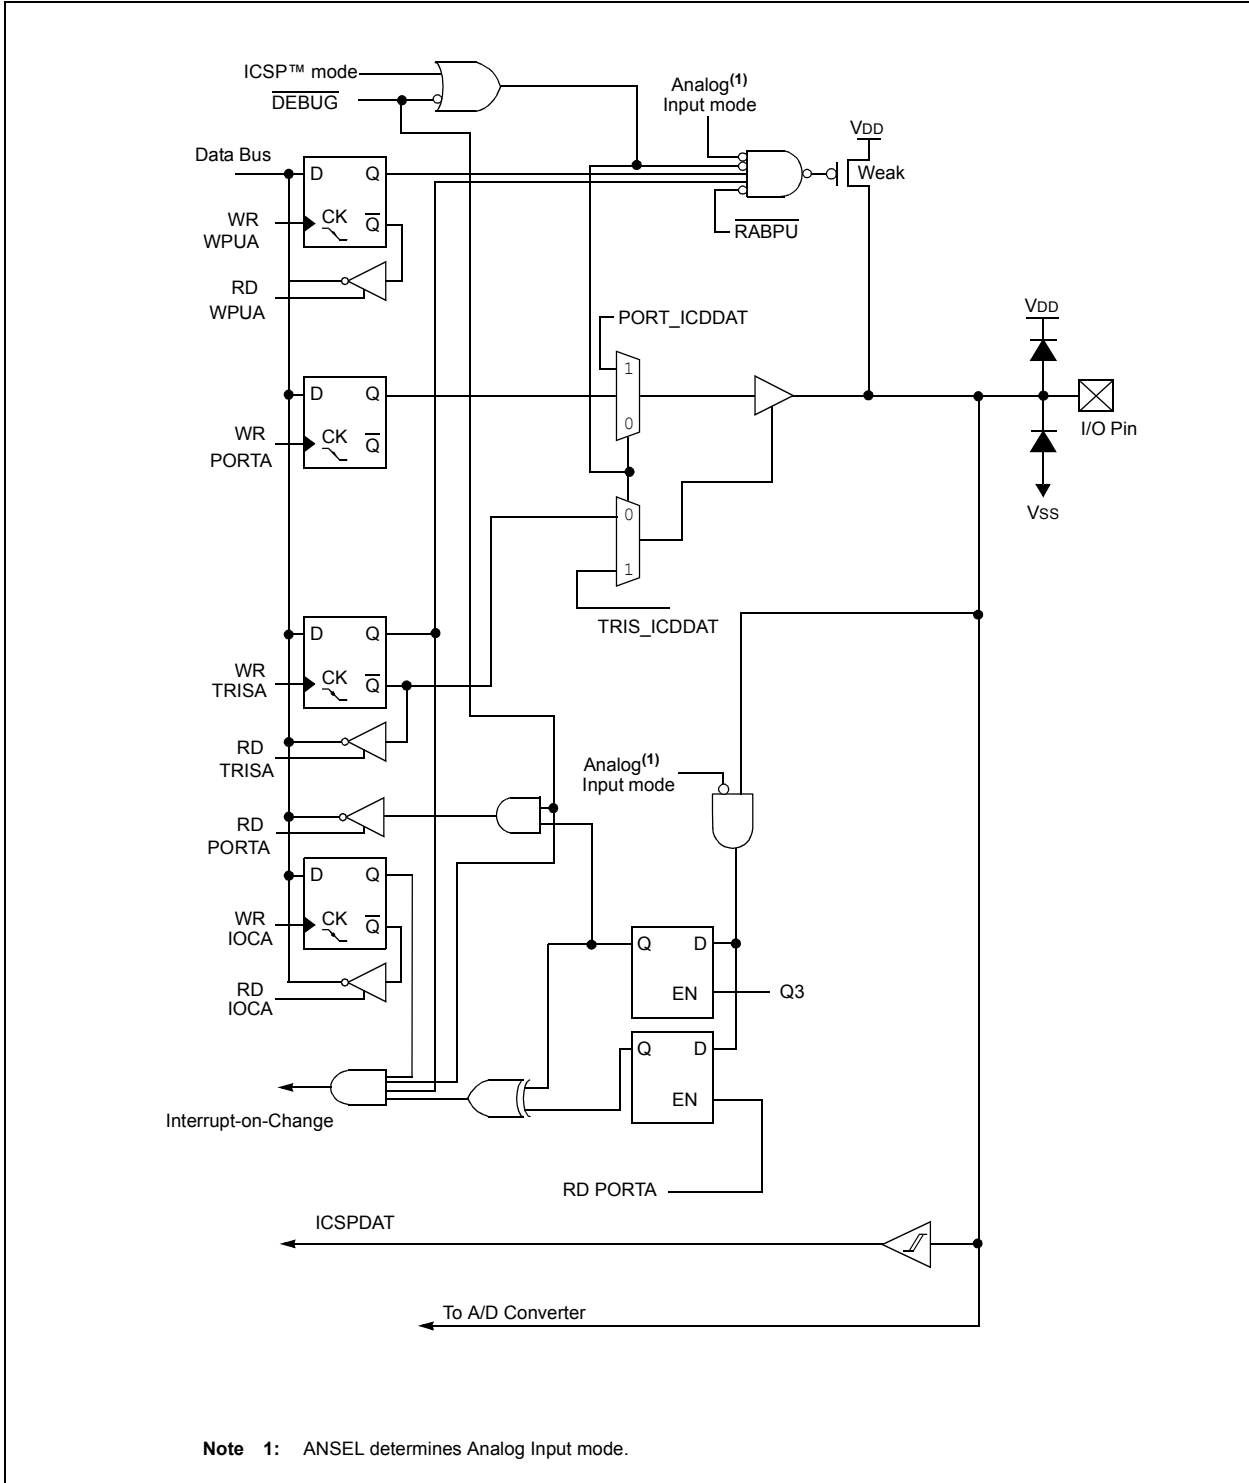 ICSP™ mode
DEBUG
Analog(1)
Input mode
VDD
Data Bus
D Q
Weak
WR
WPUA
CK Q
RABPU
RD
WPUA
PORT_ICDDAT
VDD
1
D Q
0
I/O Pin
WR
PORTA
CK Q
0
VSS
1
TRIS_ICDDAT
D Q
WR
TRISA
CK Q
RD
TRISA
Analog(1)
Input mode
RD
PORTA
D Q
WR
IOCA
CK Q
Q D
EN
Q3
RD
IOCA
Q D
EN
Interrupt-on-Change
RD PORTA
ICSPDAT
To A/D Converter
Note 1: ANSEL determines Analog Input mode.